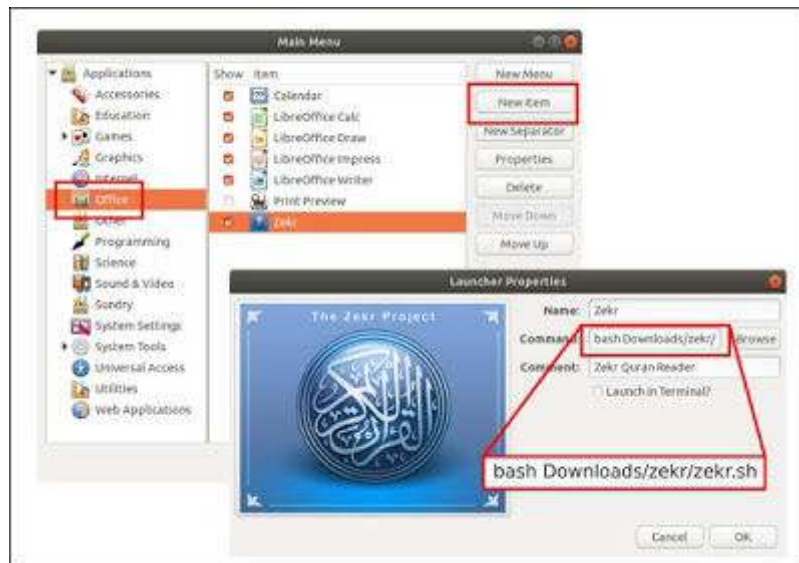 Main Menu
Applications
Accessories
Education
Games
Graphics
Internet
Office
Other
Programming
Science
Sound & Video
Sundry
System Settings
System Tools
Universal Access
Utilities
Web Applications
Show Item
Calendar
LibreOffice Calc
LibreOffice Draw
LibreOffice Impress
LibreOffice Writer
Print Preview
Zekr
New Menu
New Item
New Separator
Properties
Delete
Move Down
Move Up
Launcher Properties
The Zekr Project
القرآن الكريم
Name: Zekr
Command: bash Downloads/zekr/ Browse
Comment: Zekr Quran Reader
Launch in Terminal?
bash Downloads/zekr/zekr.sh
Cancel OK